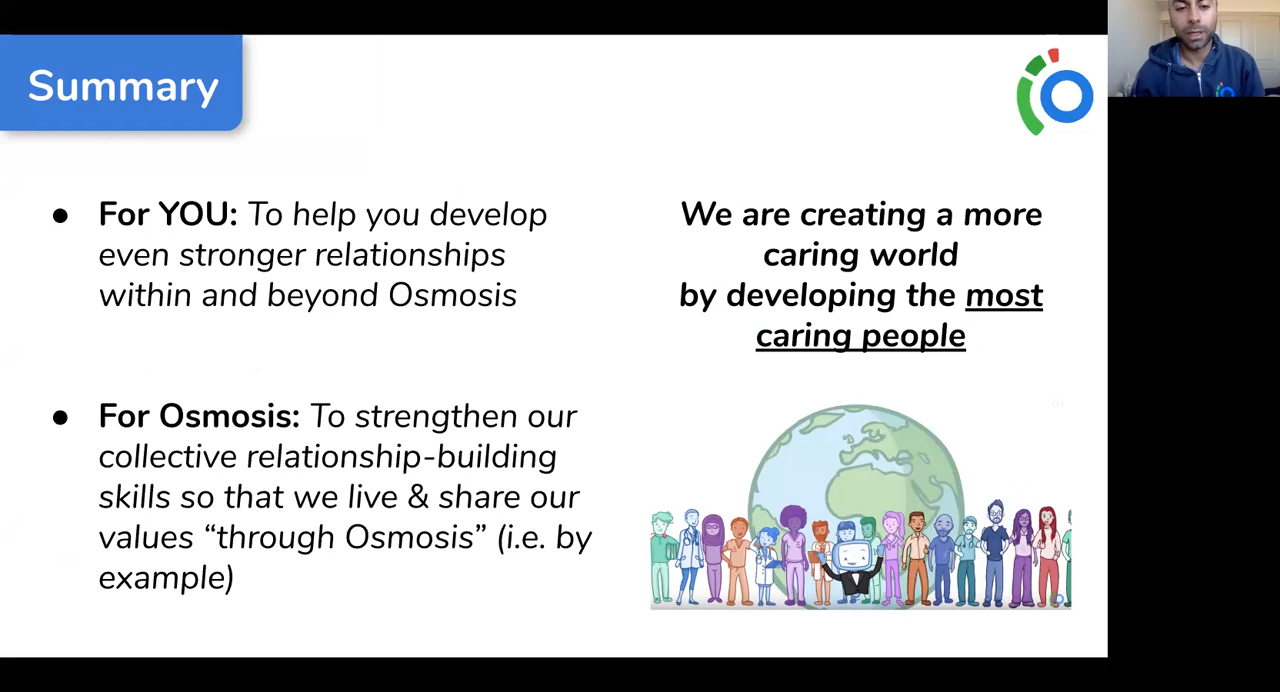 Summary
● For YOU: To help you develop
even stronger relationships
within and beyond Osmosis
● For Osmosis: To strengthen our
collective relationship-building
skills so that we live & share our
values “through Osmosis” (i.e. by
example)
We are creating a more
caring world
by developing the most
caring people